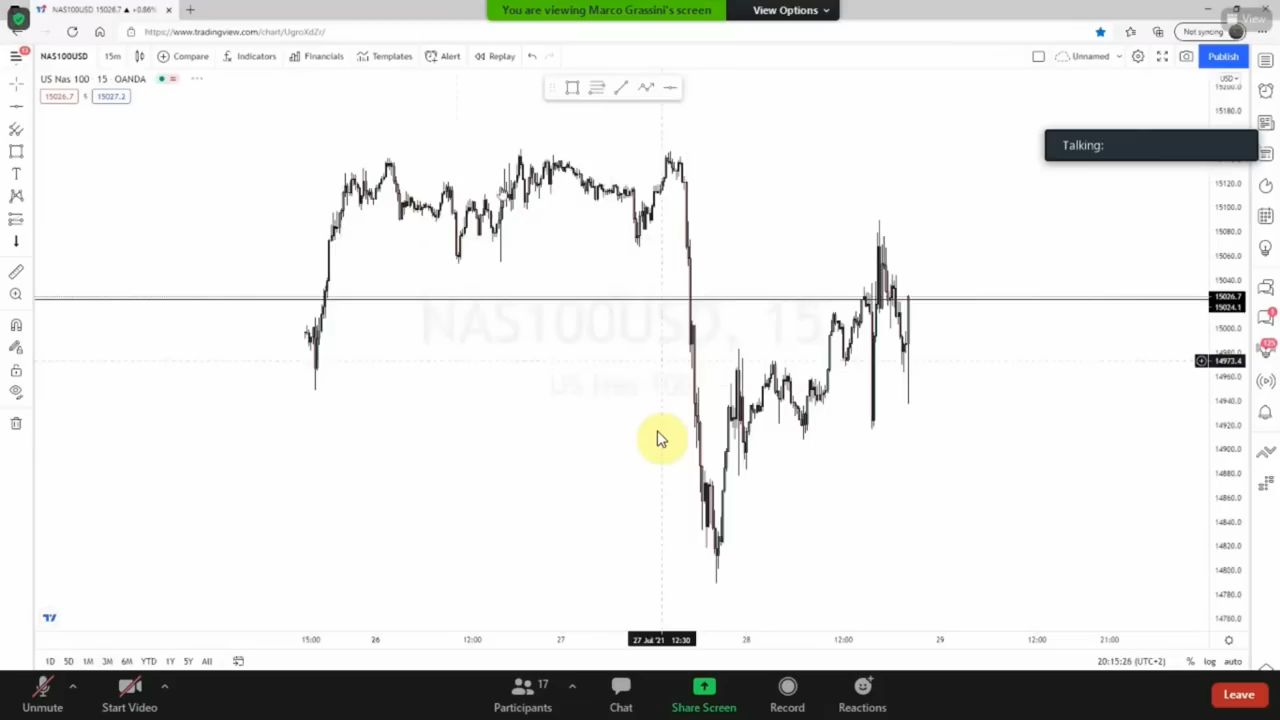 NAS100USD 15026.7 ▲ +0.86%
You are viewing Marco Grassini's screen
View Options
View
https://www.tradingview.com/chart/UgroXdZr/
Not syncing
NAS100USD 15m Compare Indicators Financials Templates Alert Replay Unnamed Publish
US Nas 100 15 OANDA
15026.7 15027.2
USD
15200.0
15180.0
Talking:
15120.0
15100.0
15080.0
15060.0
15040.0
15026.7
15024.1
15000.0
14973.4
14960.0
14940.0
14920.0
14900.0
14880.0
14860.0
14840.0
14820.0
14800.0
14780.0
14760.0
NAS100USD, 15
US Nas 100
125
15:00 26 12:00 27 27 Jul '21 12:30 28 12:00 29 12:00 21:00
1D 5D 1M 3M 6M YTD 1Y 5Y All
20:15:26 (UTC+2) % log auto
17
Unmute Start Video Participants Chat Share Screen Record Reactions Leave